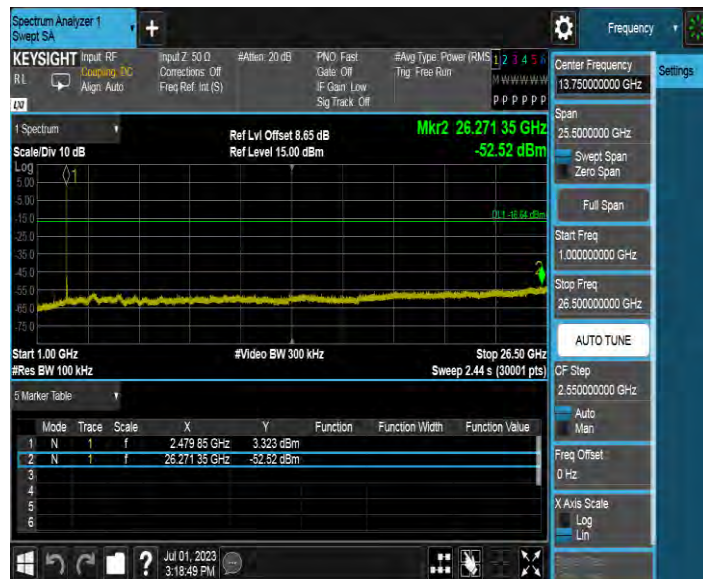 Spectrum Analyzer 1
Swept SA
+
Frequency
KEYSIGHT
Input: RF
Input Z: 50 Ω
#Atten: 20 dB
PNO: Fast
#Avg Type: Power (RMS
1 2 3 4 5 6
RL
Coupling: DC
Corrections: Off
Gate: Off
Trig: Free Run
M W W W W W
Align: Auto
Freq Ref: Int (S)
IF Gain: Low
Sig Track: Off
P P P P P P
1 Spectrum
Ref Lvl Offset 8.65 dB
Mkr2 26.271 35 GHz
Scale/Div 10 dB
Ref Level 15.00 dBm
-52.52 dBm
Log
1
5.00
-5.00
-15.0
DL1 -16.64 dBm
-25.0
-35.0
-45.0
2
-55.0
-65.0
-75.0
Start 1.00 GHz
#Video BW 300 kHz
Stop 26.50 GHz
#Res BW 100 kHz
Sweep 2.44 s (30001 pts)
5 Marker Table
Mode Trace Scale X Y Function Function Width Function Value
1 N 1 f 2.479 85 GHz 3.323 dBm
2 N 1 f 26.271 35 GHz -52.52 dBm
3
4
5
6
?
Jul 01, 2023
3:18:49 PM
Center Frequency
13.750000000 GHz
Settings
Span
25.5000000 GHz
Swept Span
Zero Span
Full Span
Start Freq
1.000000000 GHz
Stop Freq
26.500000000 GHz
AUTO TUNE
CF Step
2.550000000 GHz
Auto
Man
Freq Offset
0 Hz
X Axis Scale
Log
Lin